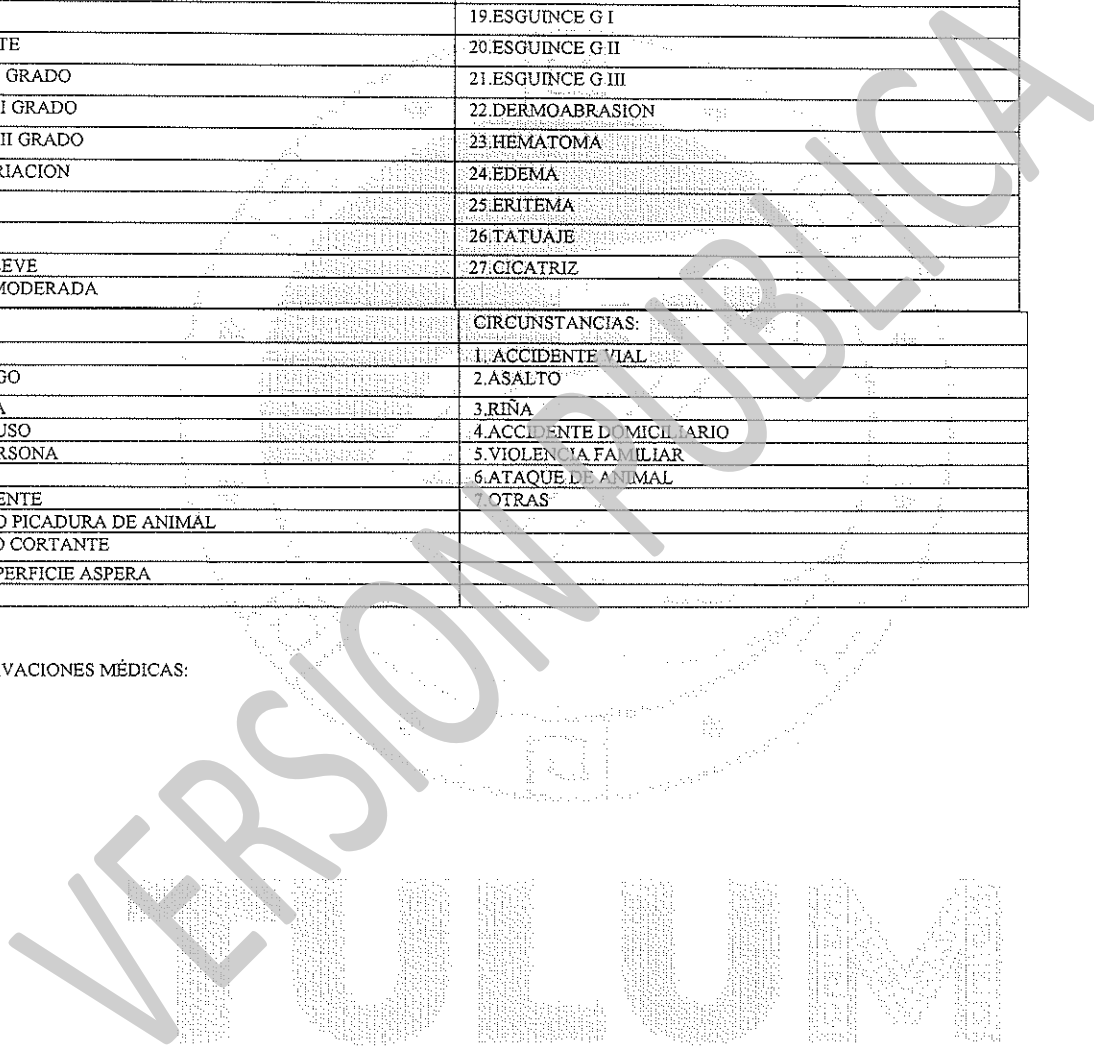 19.ESGUINCE G I
TE 20.ESGUINCE G II
GRADO 21.ESGUINCE G III
I GRADO 22.DERMOABRASION
II GRADO 23.HEMATOMA
RIACION 24.EDEMA
25.ERITEMA
26.TATUAJE
EVE 27.CICATRIZ
MODERADA
CIRCUNSTANCIAS:
1. ACCIDENTE VIAL
GO 2.ASALTO
A 3.RIÑA
USO 4.ACCIDENTE DOMICILIARIO
RSONA 5.VIOLENCIA FAMILIAR
6.ATAQUE DE ANIMAL
ENTE 7.OTRAS
O PICADURA DE ANIMAL
O CORTANTE
PERFICIE ASPERA
VACIONES MÉDICAS:
VERSION PUBLICA
TULUM